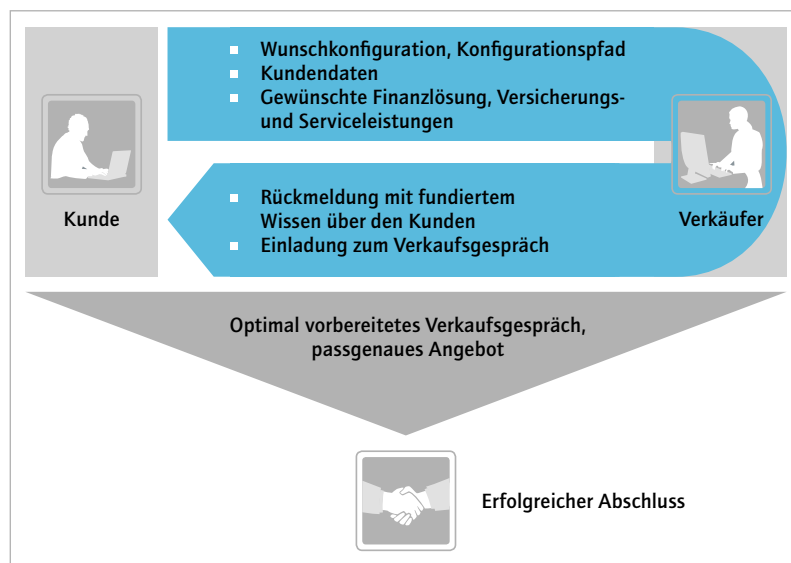 Wunschkonfiguration, Konfigurationspfad
Kundendaten
Gewünschte Finanzlösung, Versicherungs-
und Serviceleistungen
Kunde
Verkäufer
Rückmeldung mit fundiertem
Wissen über den Kunden
Einladung zum Verkaufsgespräch
Optimal vorbereitetes Verkaufsgespräch,
passgenaues Angebot
Erfolgreicher Abschluss